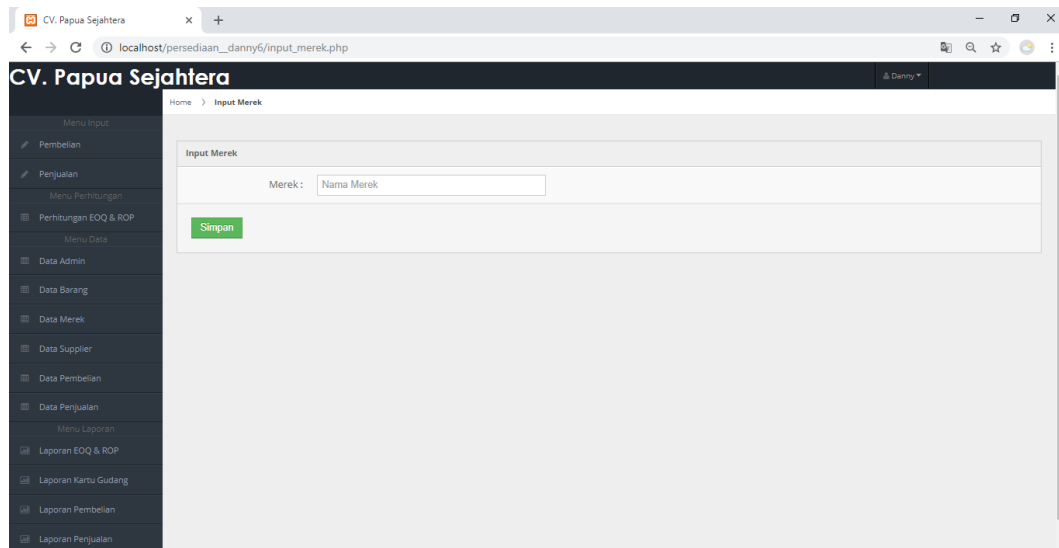 CV. Papua Sejahtera
localhost/persediaan__danny6/input_merek.php
CV. Papua Sejahtera
Danny
Home > Input Merek
Menu Input
Pembelian
Penjualan
Menu Perhitungan
Perhitungan EOQ & ROP
Menu Data
Data Admin
Data Barang
Data Merek
Data Supplier
Data Pembelian
Data Penjualan
Menu Laporan
Laporan EOQ & ROP
Laporan Kartu Gudang
Laporan Pembelian
Laporan Penjualan
Input Merek
Merek : Nama Merek
Simpan